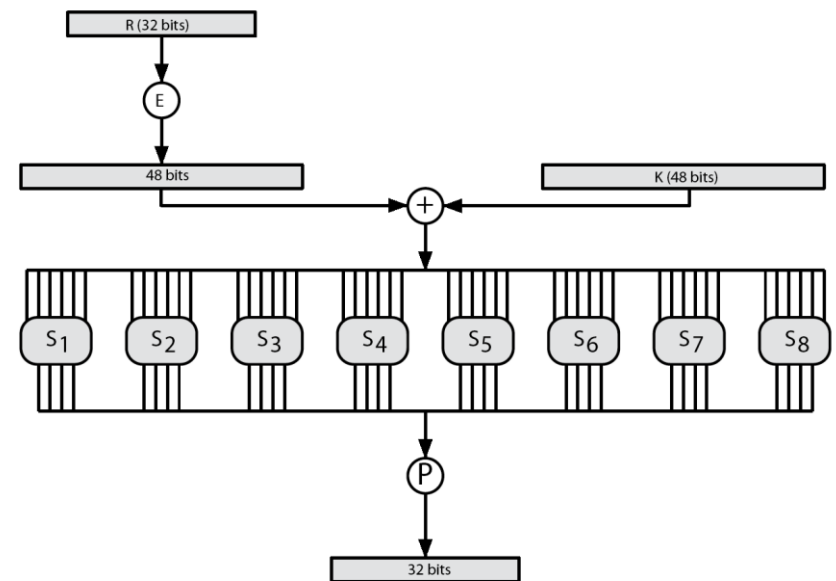 R (32 bits)
E
48 bits
K (48 bits)
+
S1 S2 S3 S4 S5 S6 S7 S8
P
32 bits